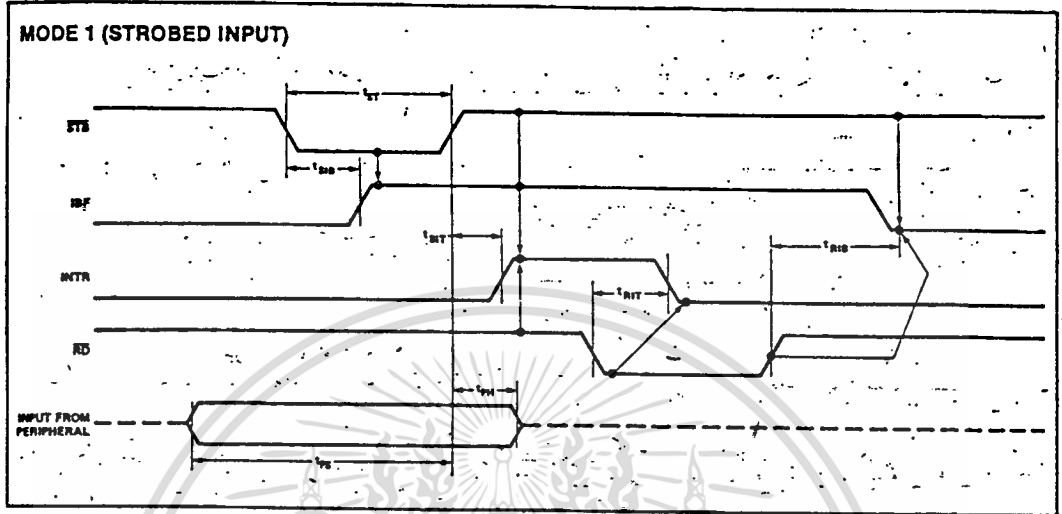 MODE 1 (STROBED INPUT)
tST
STB
tSIB
IBF
tSIT
tRIB
INTR
tRIT
RD
tPH
INPUT FROM
PERIPHERAL
tPS